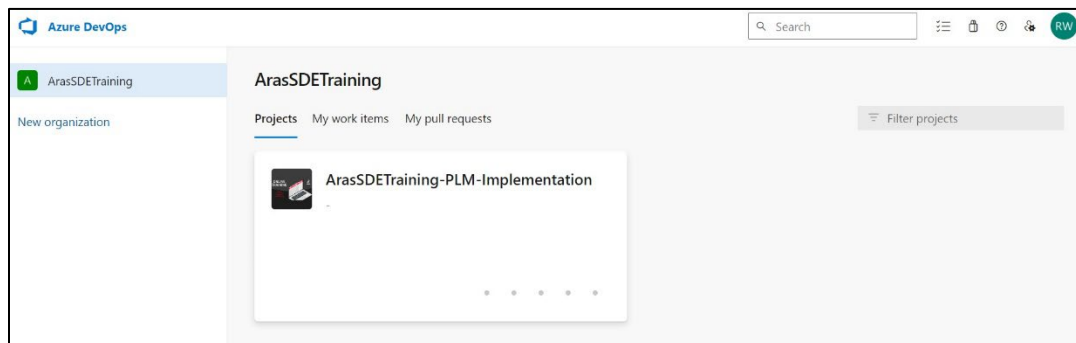 Azure DevOps
Search
RW
A ArasSDETraining
New organization
ArasSDETraining
Projects My work items My pull requests
Filter projects
ArasSDETraining-PLM-Implementation
-